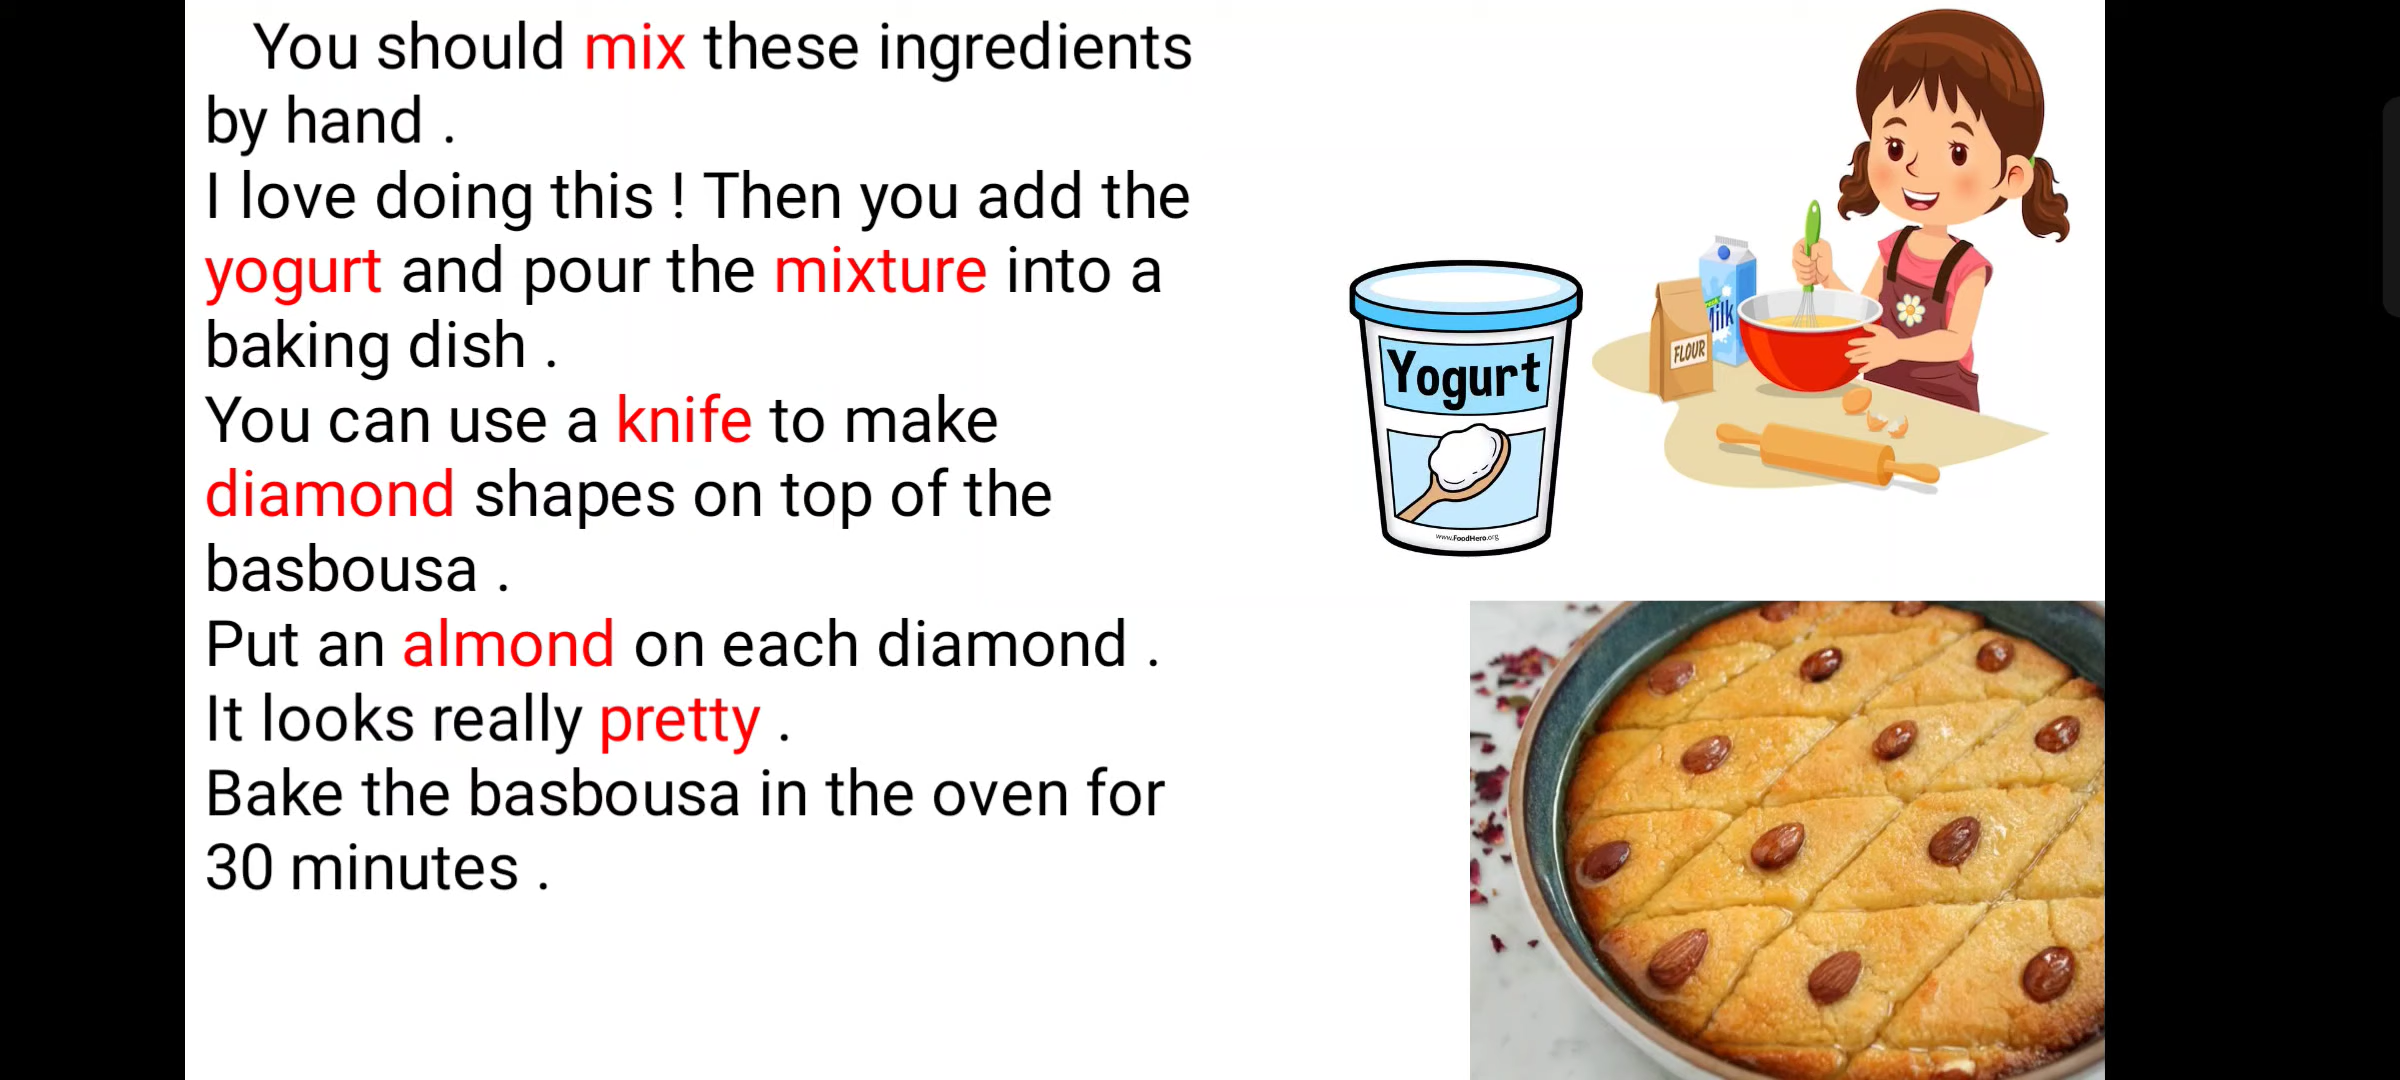 You should mix these ingredients
by hand .
I love doing this ! Then you add the
yogurt and pour the mixture into a
baking dish .
You can use a knife to make
diamond shapes on top of the
basbousa .
Put an almond on each diamond .
It looks really pretty .
Bake the basbousa in the oven for
30 minutes .
Yogurt
www.FoodHero.org
Milk
FLOUR